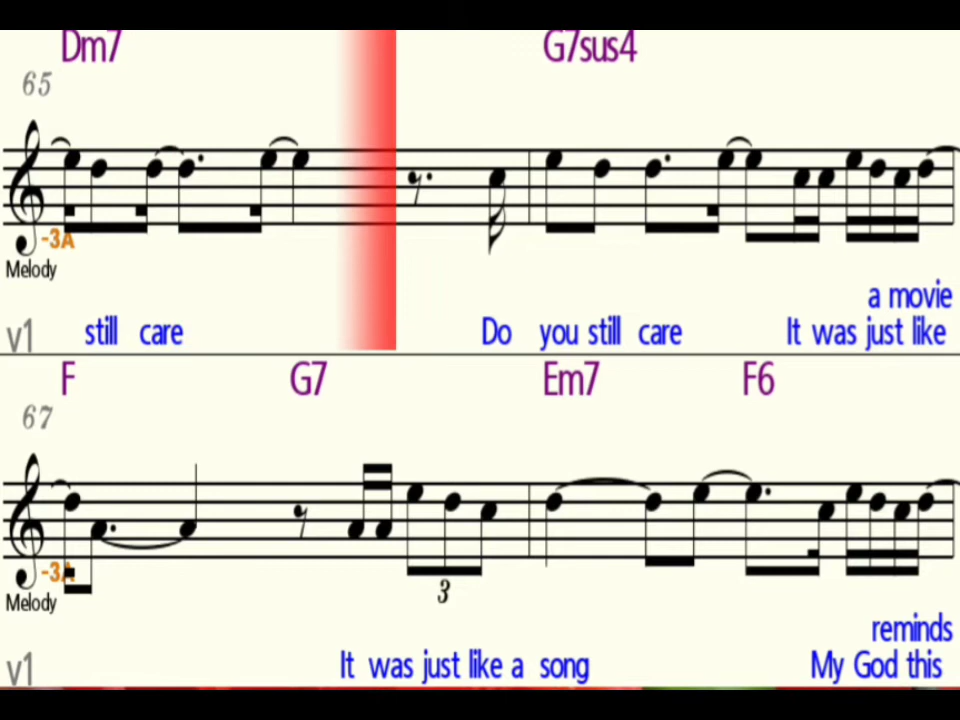 Dm7 G7sus4
65
-3A
Melody
a movie
v1 still care Do you still care It was just like
F G7 Em7 F6
67
-3A
Melody
3
reminds
v1 It was just like a song My God this